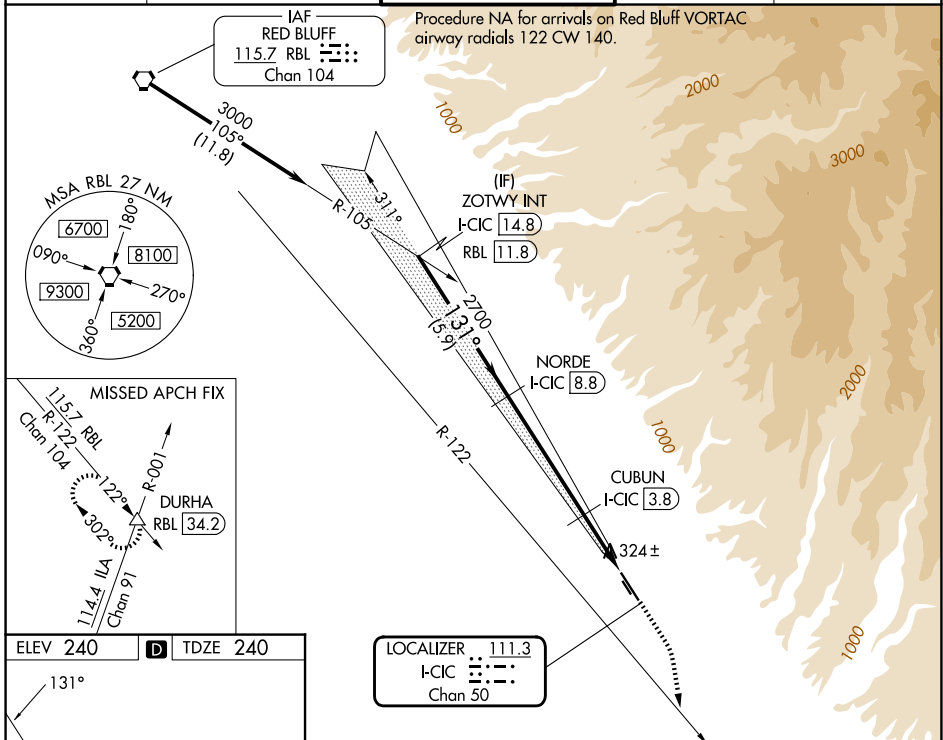 IAF
RED BLUFF
115.7 RBL
Chan 104
Procedure NA for arrivals on Red Bluff VORTAC
airway radials 122 CW 140.
3000
105°
(11.8)
R-105
311°
(IF)
ZOTWY INT
I-CIC 14.8
RBL 11.8
2700
131°
(5.9)
NORDE
I-CIC 8.8
R-122
CUBUN
I-CIC 3.8
324±
1000
2000
3000
2000
1000
1000
MSA RBL 27 NM
6700
180°
8100
090°
270°
9300
5200
360°
MISSED APCH FIX
115.7 RBL
R-122
Chan 104
122°
R-001
302°
DURHA
RBL 34.2
114.4 ILA
Chan 91
LOCALIZER 111.3
I-CIC
Chan 50
ELEV 240 D TDZE 240
131°